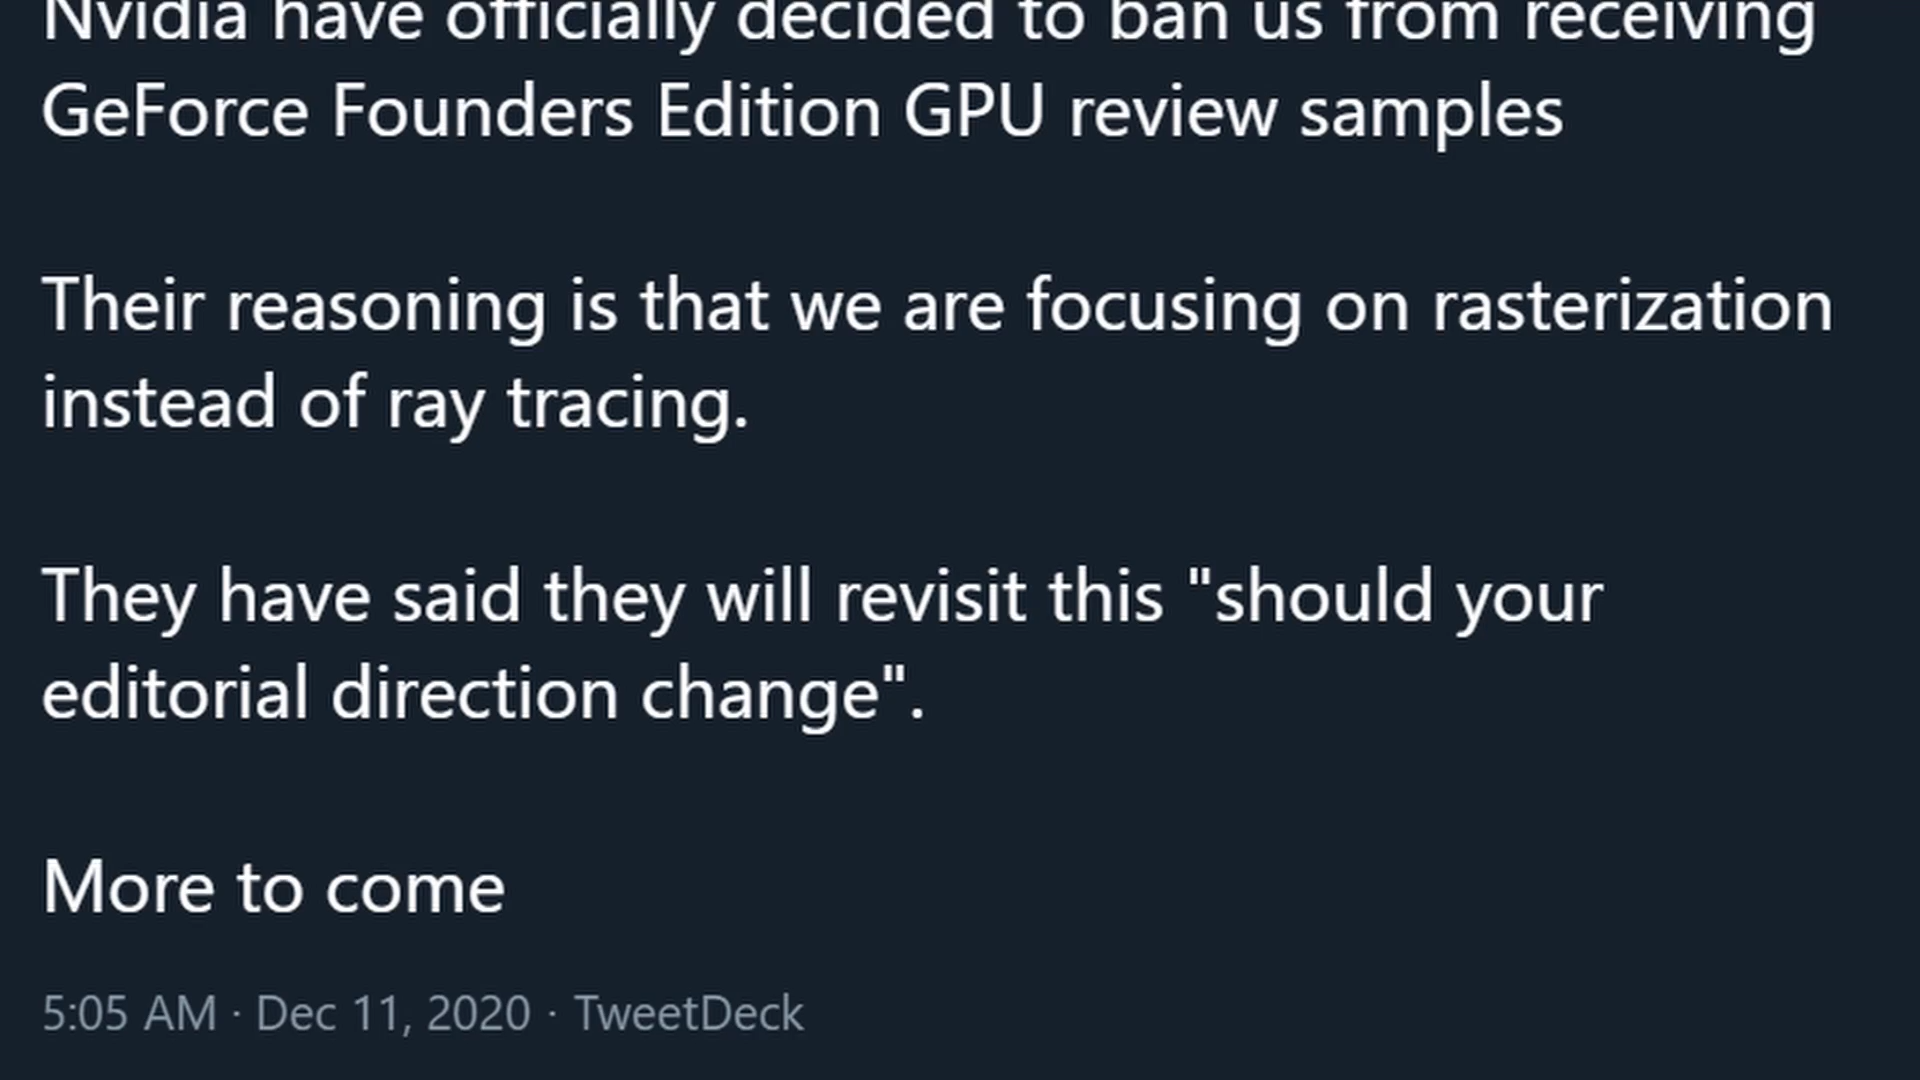 Nvidia have officially decided to ban us from receiving
GeForce Founders Edition GPU review samples
Their reasoning is that we are focusing on rasterization
instead of ray tracing.
They have said they will revisit this "should your
editorial direction change".
More to come
5:05 AM · Dec 11, 2020 · TweetDeck